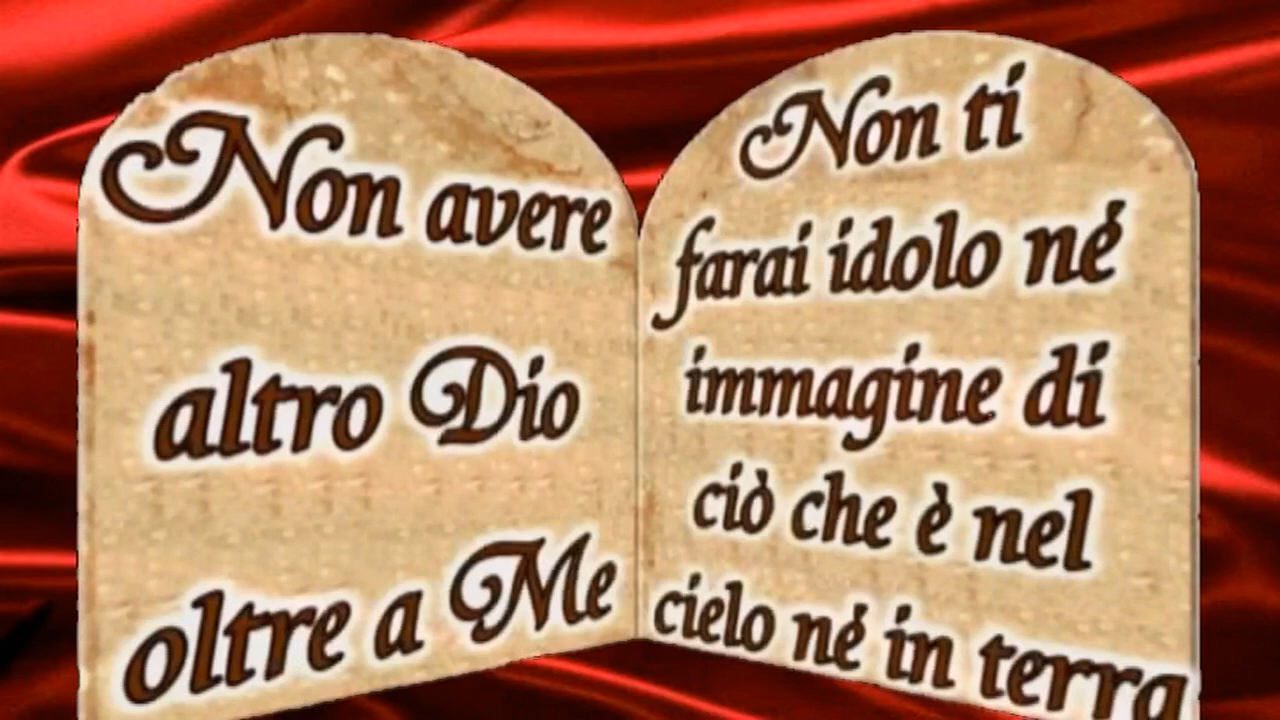 Non avere
altro Dio
oltre a Me
Non ti
farai idolo né
immagine di
ciò che è nel
cielo né in terra